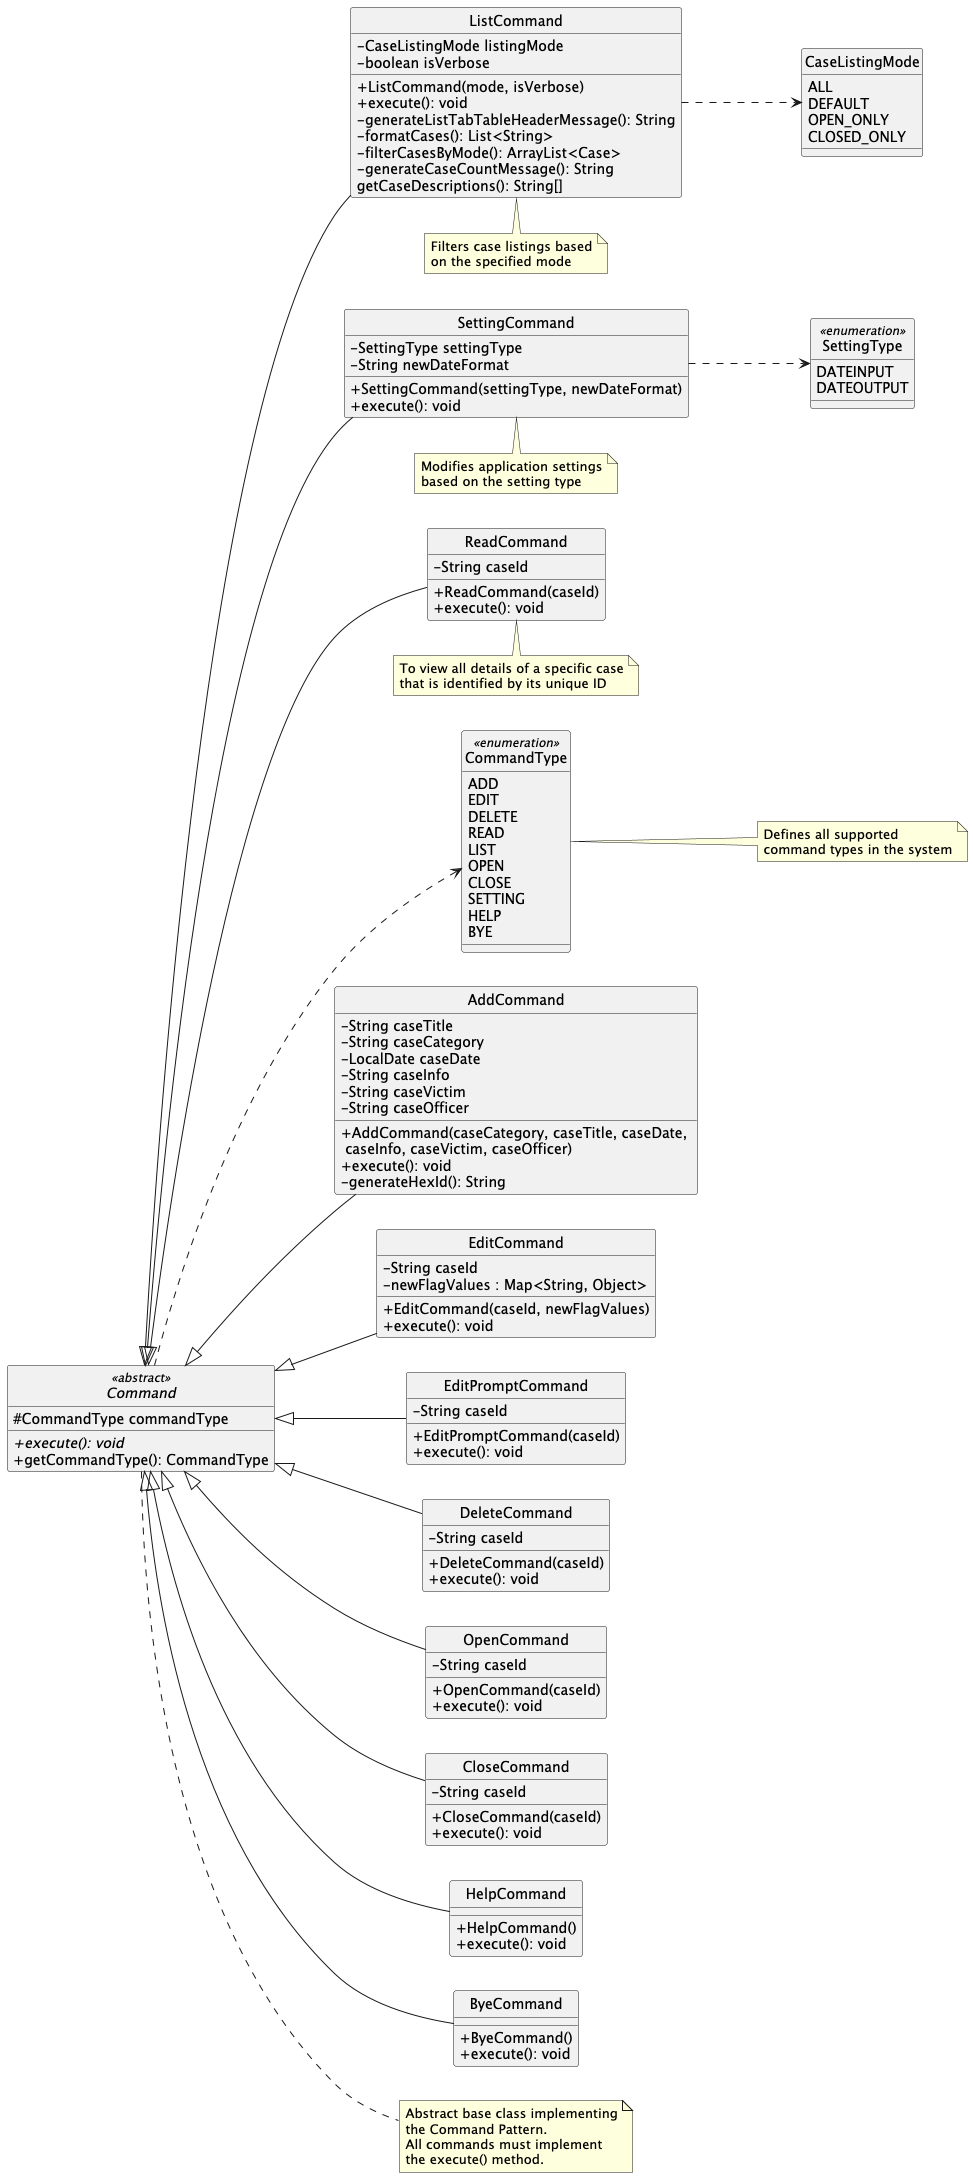 ListCommand
-CaseListingMode listingMode
-boolean isVerbose
+ListCommand(mode, isVerbose)
+execute(): void
-generateListTabTableHeaderMessage(): String
-formatCases(): List<String>
-filterCasesByMode(): ArrayList<Case>
-generateCaseCountMessage(): String
getCaseDescriptions(): String[]
CaseListingMode
ALL
DEFAULT
OPEN_ONLY
CLOSED_ONLY
Filters case listings based
on the specified mode
SettingCommand
-SettingType settingType
-String newDateFormat
+SettingCommand(settingType, newDateFormat)
+execute(): void
«enumeration»
SettingType
DATEINPUT
DATEOUTPUT
Modifies application settings
based on the setting type
ReadCommand
-String caseId
+ReadCommand(caseId)
+execute(): void
To view all details of a specific case
that is identified by its unique ID
«enumeration»
CommandType
ADD
EDIT
DELETE
READ
LIST
OPEN
CLOSE
SETTING
HELP
BYE
Defines all supported
command types in the system
AddCommand
-String caseTitle
-String caseCategory
-LocalDate caseDate
-String caseInfo
-String caseVictim
-String caseOfficer
+AddCommand(caseCategory, caseTitle, caseDate,
caseInfo, caseVictim, caseOfficer)
+execute(): void
-generateHexId(): String
EditCommand
-String caseId
-newFlagValues : Map<String, Object>
+EditCommand(caseId, newFlagValues)
+execute(): void
«abstract»
Command
#CommandType commandType
+execute(): void
+getCommandType(): CommandType
EditPromptCommand
-String caseId
+EditPromptCommand(caseId)
+execute(): void
DeleteCommand
-String caseId
+DeleteCommand(caseId)
+execute(): void
OpenCommand
-String caseId
+OpenCommand(caseId)
+execute(): void
CloseCommand
-String caseId
+CloseCommand(caseId)
+execute(): void
HelpCommand
+HelpCommand()
+execute(): void
ByeCommand
+ByeCommand()
+execute(): void
Abstract base class implementing
the Command Pattern.
All commands must implement
the execute() method.